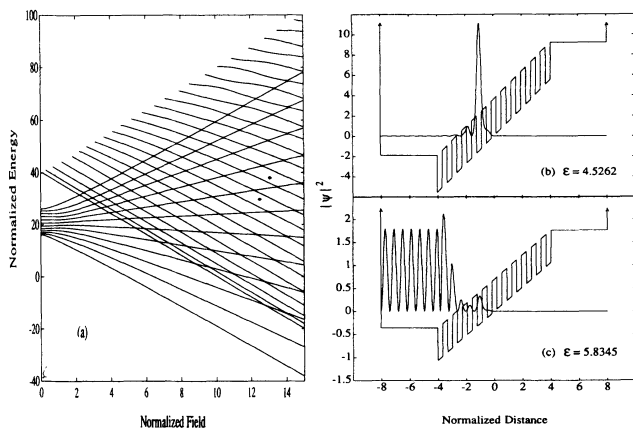 100
80
60
40
20
0
-20
-40
0 2 4 6 8 10 12 14
Normalized Energy
Normalized Field
(a)
10
8
6
4
2
0
-2
-4
(b) ε = 4.5262
|Ψ|²
2
1.5
1
0.5
0
-0.5
-1
-1.5
(c) ε = 5.8345
-8 -6 -4 -2 0 2 4 6 8 10
Normalized Distance